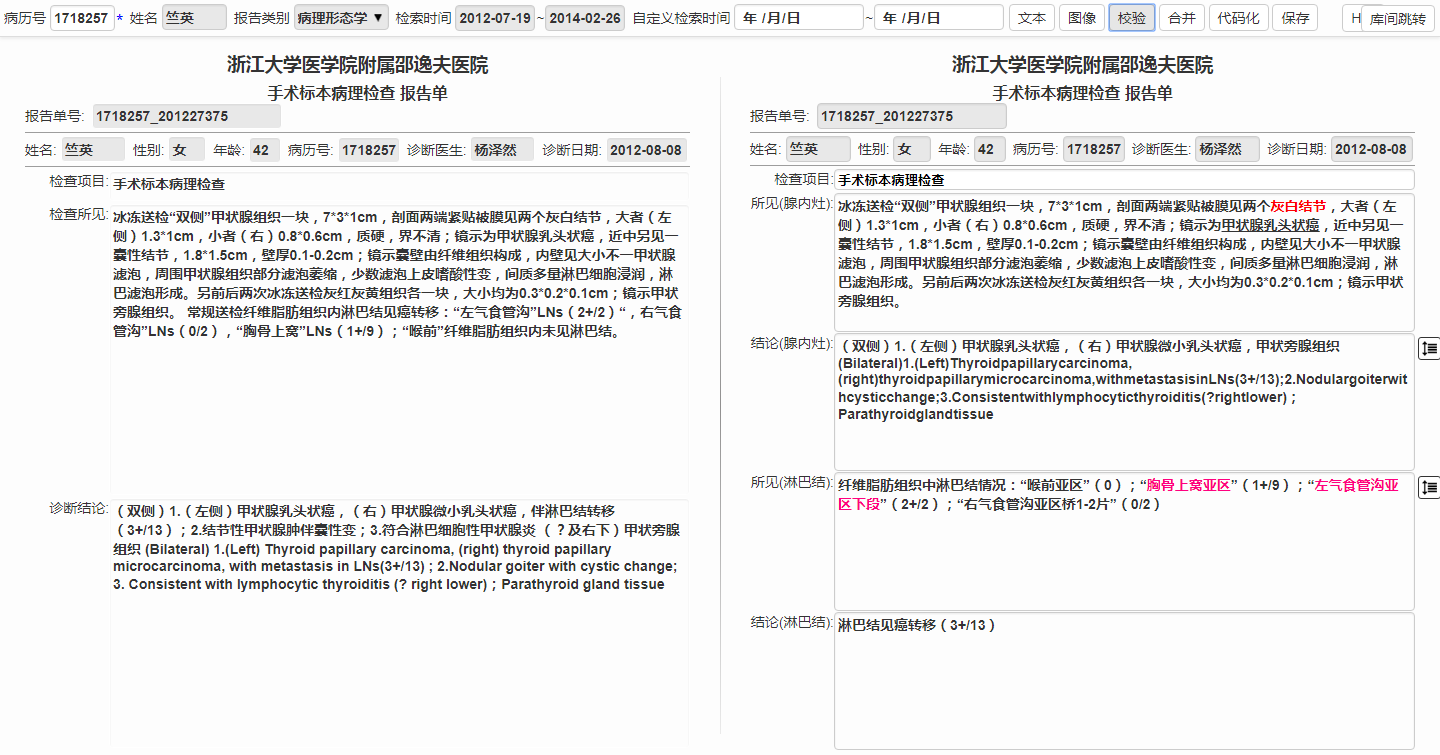 病历号 1718257 * 姓名 竺英 报告类别 病理形态学 ▼ 检索时间 2012-07-19 ~ 2014-02-26 自定义检索时间 年 /月/日 ~ 年 /月/日 文本 图像 校验 合并 代码化 保存 H 库间跳转
浙江大学医学院附属邵逸夫医院
手术标本病理检查 报告单
报告单号: 1718257_201227375
姓名: 竺英 性别: 女 年龄: 42 病历号: 1718257 诊断医生: 杨泽然 诊断日期: 2012-08-08
检查项目: 手术标本病理检查
检查所见: 冰冻送检“双侧”甲状腺组织一块，7*3*1cm，剖面两端紧贴被膜见两个灰白结节，大者（左
侧）1.3*1cm，小者（右）0.8*0.6cm，质硬，界不清；镜示为甲状腺乳头状癌，近中另见一
囊性结节，1.8*1.5cm，壁厚0.1-0.2cm；镜示囊壁由纤维组织构成，内壁见大小不一甲状腺
滤泡，周围甲状腺组织部分滤泡萎缩，少数滤泡上皮嗜酸性变，间质多量淋巴细胞浸润，淋
巴滤泡形成。另前后两次冰冻送检灰红灰黄组织各一块，大小均为0.3*0.2*0.1cm；镜示甲状
旁腺组织。 常规送检纤维脂肪组织内淋巴结见癌转移：“左气食管沟”LNs（2+/2）“，右气食
管沟”LNs（0/2），“胸骨上窝”LNs（1+/9）；“喉前”纤维脂肪组织内未见淋巴结。
诊断结论: （双侧）1.（左侧）甲状腺乳头状癌，（右）甲状腺微小乳头状癌，伴淋巴结转移
（3+/13）；2.结节性甲状腺肿伴囊性变；3.符合淋巴细胞性甲状腺炎 （？及右下）甲状旁腺
组织 (Bilateral) 1.(Left) Thyroid papillary carcinoma, (right) thyroid papillary
microcarcinoma, with metastasis in LNs(3+/13) ; 2.Nodular goiter with cystic change;
3. Consistent with lymphocytic thyroiditis (? right lower) ; Parathyroid gland tissue
浙江大学医学院附属邵逸夫医院
手术标本病理检查 报告单
报告单号: 1718257_201227375
姓名: 竺英 性别: 女 年龄: 42 病历号: 1718257 诊断医生: 杨泽然 诊断日期: 2012-08-08
检查项目: 手术标本病理检查
所见(腺内灶): 冰冻送检“双侧”甲状腺组织一块，7*3*1cm，剖面两端紧贴被膜见两个灰白结节，大者（左
侧）1.3*1cm，小者（右）0.8*0.6cm，质硬，界不清；镜示为甲状腺乳头状癌，近中另见一
囊性结节，1.8*1.5cm，壁厚0.1-0.2cm；镜示囊壁由纤维组织构成，内壁见大小不一甲状腺
滤泡，周围甲状腺组织部分滤泡萎缩，少数滤泡上皮嗜酸性变，间质多量淋巴细胞浸润，淋
巴滤泡形成。另前后两次冰冻送检灰红灰黄组织各一块，大小均为0.3*0.2*0.1cm；镜示甲状
旁腺组织。
结论(腺内灶): （双侧）1.（左侧）甲状腺乳头状癌，（右）甲状腺微小乳头状癌，甲状旁腺组织
(Bilateral)1.(Left)Thyroidpapillarycarcinoma,
(right)thyroidpapillarymicrocarcinoma,withmetastasisinLNs(3+/13);2.Nodulargoiterwit
hcysticchange;3.Consistentwithlymphocyticthyroiditis(?rightlower)；
Parathyroidglandtissue
所见(淋巴结): 纤维脂肪组织中淋巴结情况：“喉前亚区”（0）；“胸骨上窝亚区”（1+/9）；“左气食管沟亚
区下段”（2+/2）；“右气食管沟亚区桥1-2片”（0/2）
结论(淋巴结): 淋巴结见癌转移（3+/13）